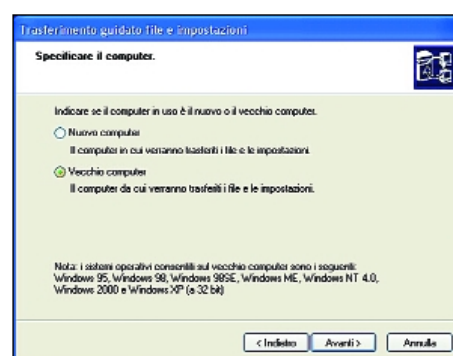 Trasferimento guidato file e impostazioni
Specificare il computer.
Indicare se il computer in uso è il nuovo o il vecchio computer.
Nuovo computer
Il computer in cui verranno trasferiti i file e le impostazioni.
Vecchio computer
Il computer da cui verranno trasferiti i file e le impostazioni.
Nota: i sistemi operativi consentiti sul vecchio computer sono i seguenti:
Windows 95, Windows 98, Windows 98SE, Windows ME, Windows NT 4.0,
Windows 2000 e Windows XP (a 32 bit)
< Indietro Avanti > Annulla